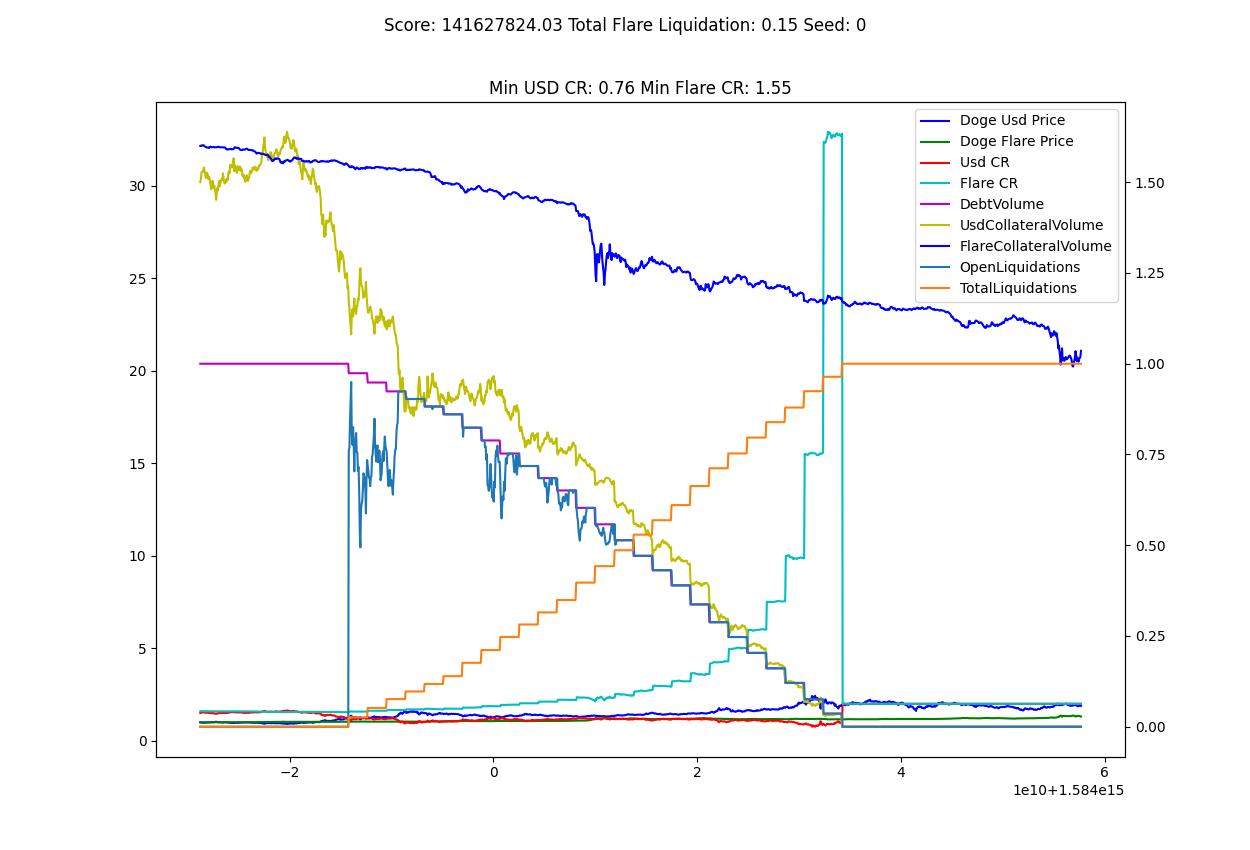 Score: 141627824.03 Total Flare Liquidation: 0.15 Seed: 0
Min USD CR: 0.76 Min Flare CR: 1.55
Doge Usd Price
Doge Flare Price
Usd CR
Flare CR
DebtVolume
UsdCollateralVolume
FlareCollateralVolume
OpenLiquidations
TotalLiquidations
30
25
20
15
10
5
0
1.50
1.25
1.00
0.75
0.50
0.25
0.00
−2 0 2 4 6
1e10+1.584e15